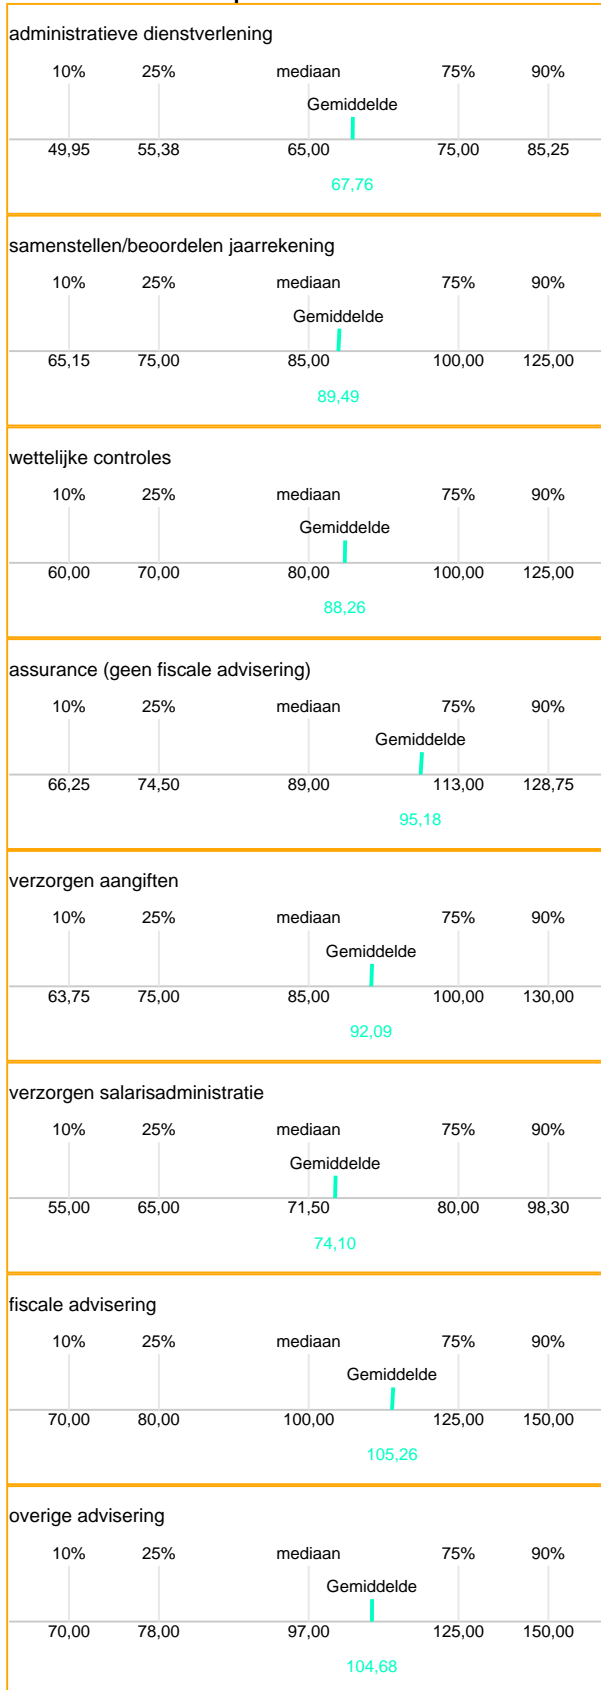 administratieve dienstverlening
10% 25% mediaan 75% 90%
Gemiddelde
49,95 55,38 65,00 75,00 85,25
67,76
samenstellen/beoordelen jaarrekening
10% 25% mediaan 75% 90%
Gemiddelde
65,15 75,00 85,00 100,00 125,00
89,49
wettelijke controles
10% 25% mediaan 75% 90%
Gemiddelde
60,00 70,00 80,00 100,00 125,00
88,26
assurance (geen fiscale advisering)
10% 25% mediaan 75% 90%
Gemiddelde
66,25 74,50 89,00 113,00 128,75
95,18
verzorgen aangiften
10% 25% mediaan 75% 90%
Gemiddelde
63,75 75,00 85,00 100,00 130,00
92,09
verzorgen salarisadministratie
10% 25% mediaan 75% 90%
Gemiddelde
55,00 65,00 71,50 80,00 98,30
74,10
fiscale advisering
10% 25% mediaan 75% 90%
Gemiddelde
70,00 80,00 100,00 125,00 150,00
105,26
overige advisering
10% 25% mediaan 75% 90%
Gemiddelde
70,00 78,00 97,00 125,00 150,00
104,68